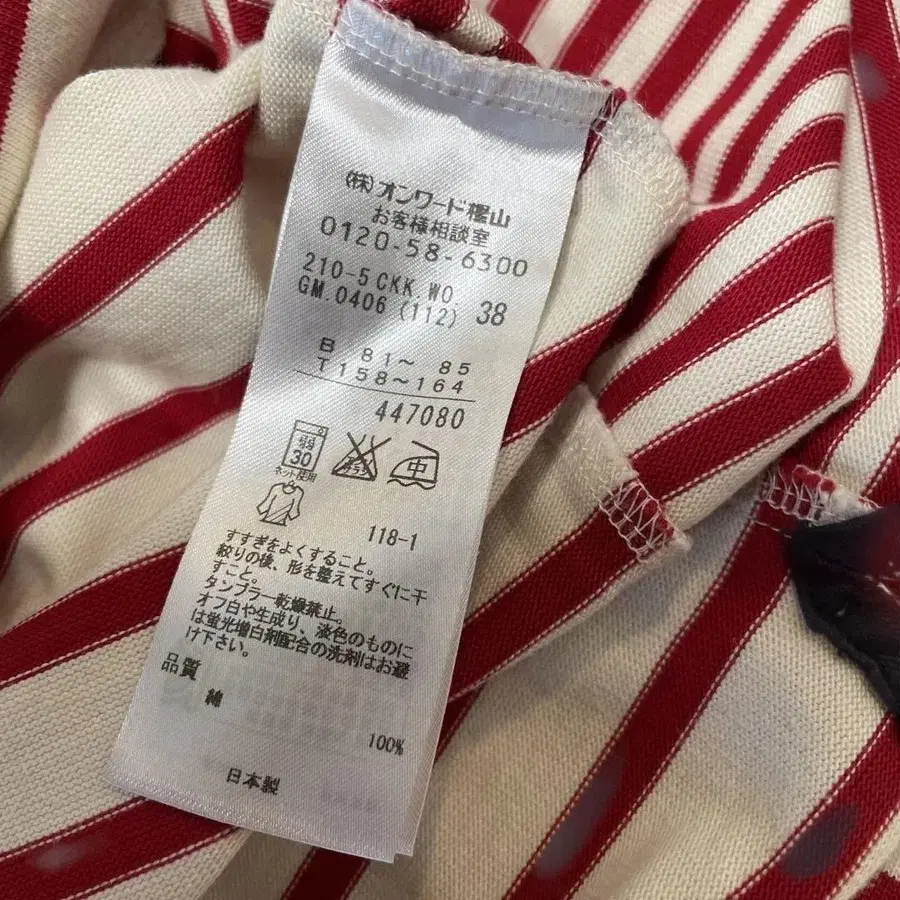 (株)オンワード樫山
お客様相談室
0120-58-6300
210-5 CKK WO 38
GM.0406 (112)
B 81～ 85
T 158～164
447080
弱
30
ネット使用
中
118-1
すすぎをよくすること。
絞りの後、形を整えてすぐに干
すこと。
タンブラー乾燥禁止。
オフ白や生成り、淡色のものに
は蛍光増白剤配合の洗剤はお避
け下さい。
品質
綿
100%
日本製